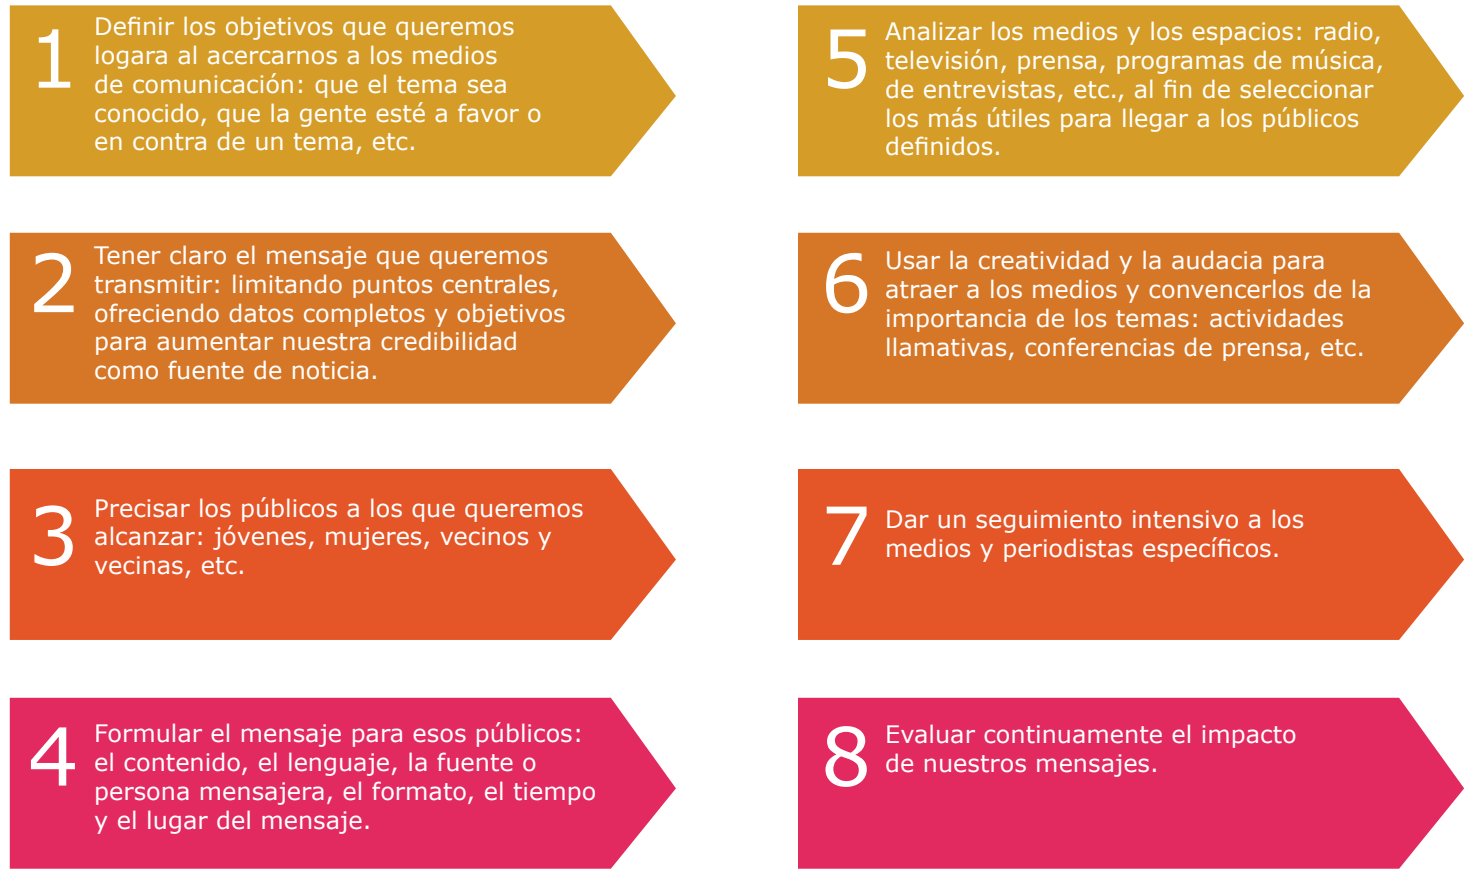 1
Definir los objetivos que queremos
logara al acercarnos a los medios
de comunicación: que el tema sea
conocido, que la gente esté a favor o
en contra de un tema, etc.
2
Tener claro el mensaje que queremos
transmitir: limitando puntos centrales,
ofreciendo datos completos y objetivos
para aumentar nuestra credibilidad
como fuente de noticia.
3
Precisar los públicos a los que queremos
alcanzar: jóvenes, mujeres, vecinos y
vecinas, etc.
4
Formular el mensaje para esos públicos:
el contenido, el lenguaje, la fuente o
persona mensajera, el formato, el tiempo
y el lugar del mensaje.
5
Analizar los medios y los espacios: radio,
televisión, prensa, programas de música,
de entrevistas, etc., al fin de seleccionar
los más útiles para llegar a los públicos
definidos.
6
Usar la creatividad y la audacia para
atraer a los medios y convencerlos de la
importancia de los temas: actividades
llamativas, conferencias de prensa, etc.
7
Dar un seguimiento intensivo a los
medios y periodistas específicos.
8
Evaluar continuamente el impacto
de nuestros mensajes.